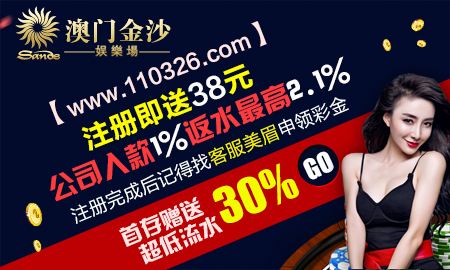 澳门金沙
娱樂場
Sands
【www.110326.com】
注册即送38元
公司入款1%返水最高2.1%
注册完成后记得找客服美眉申领彩金
首存赠送
超低流水
30%
GO